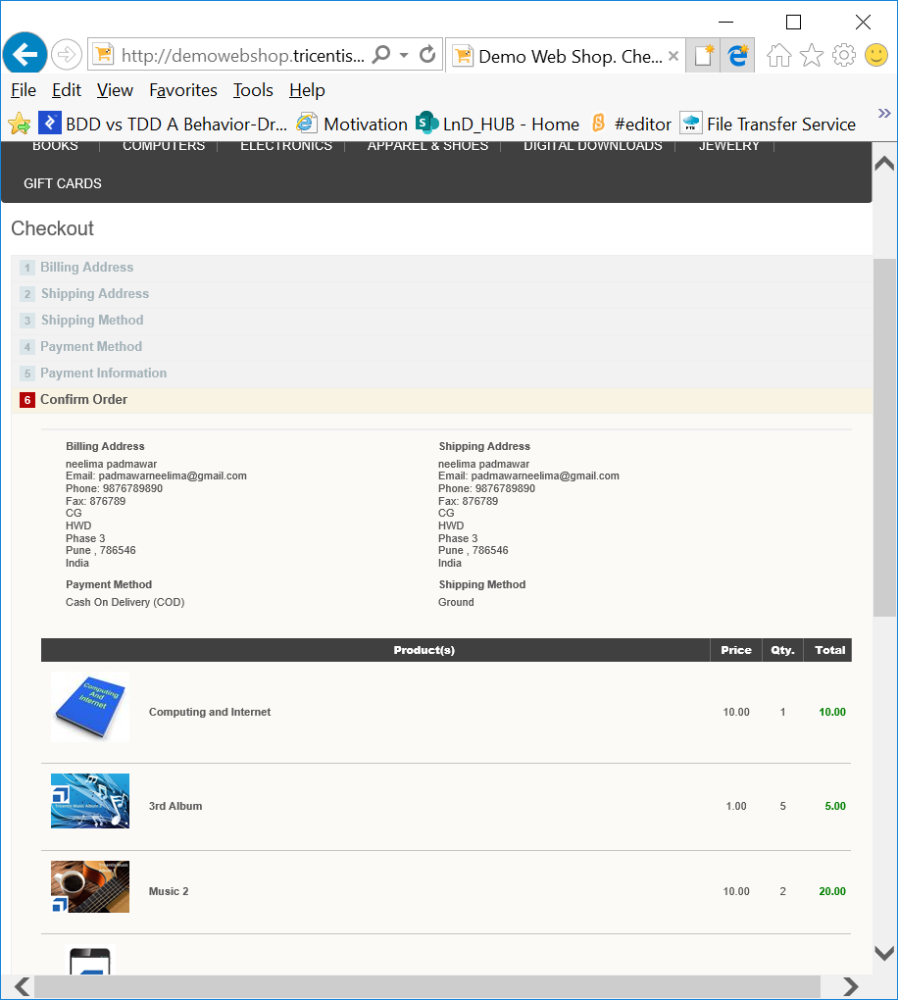 http://demowebshop.tricentis...
Demo Web Shop. Che...
File Edit View Favorites Tools Help
BDD vs TDD A Behavior-Dr... Motivation LnD_HUB - Home #editor File Transfer Service
BOOKS COMPUTERS ELECTRONICS APPAREL & SHOES DIGITAL DOWNLOADS JEWELRY
GIFT CARDS
Checkout
1 Billing Address
2 Shipping Address
3 Shipping Method
4 Payment Method
5 Payment Information
6 Confirm Order
Billing Address
neelima padmawar
Email: padmawarneelima@gmail.com
Phone: 9876789890
Fax: 876789
CG
HWD
Phase 3
Pune , 786546
India
Payment Method
Cash On Delivery (COD)
Shipping Address
neelima padmawar
Email: padmawarneelima@gmail.com
Phone: 9876789890
Fax: 876789
CG
HWD
Phase 3
Pune , 786546
India
Shipping Method
Ground
Product(s) Price Qty. Total
Computing
And
Internet
Computing and Internet 10.00 1 10.00
3rd Album 1.00 5 5.00
Music 2 10.00 2 20.00